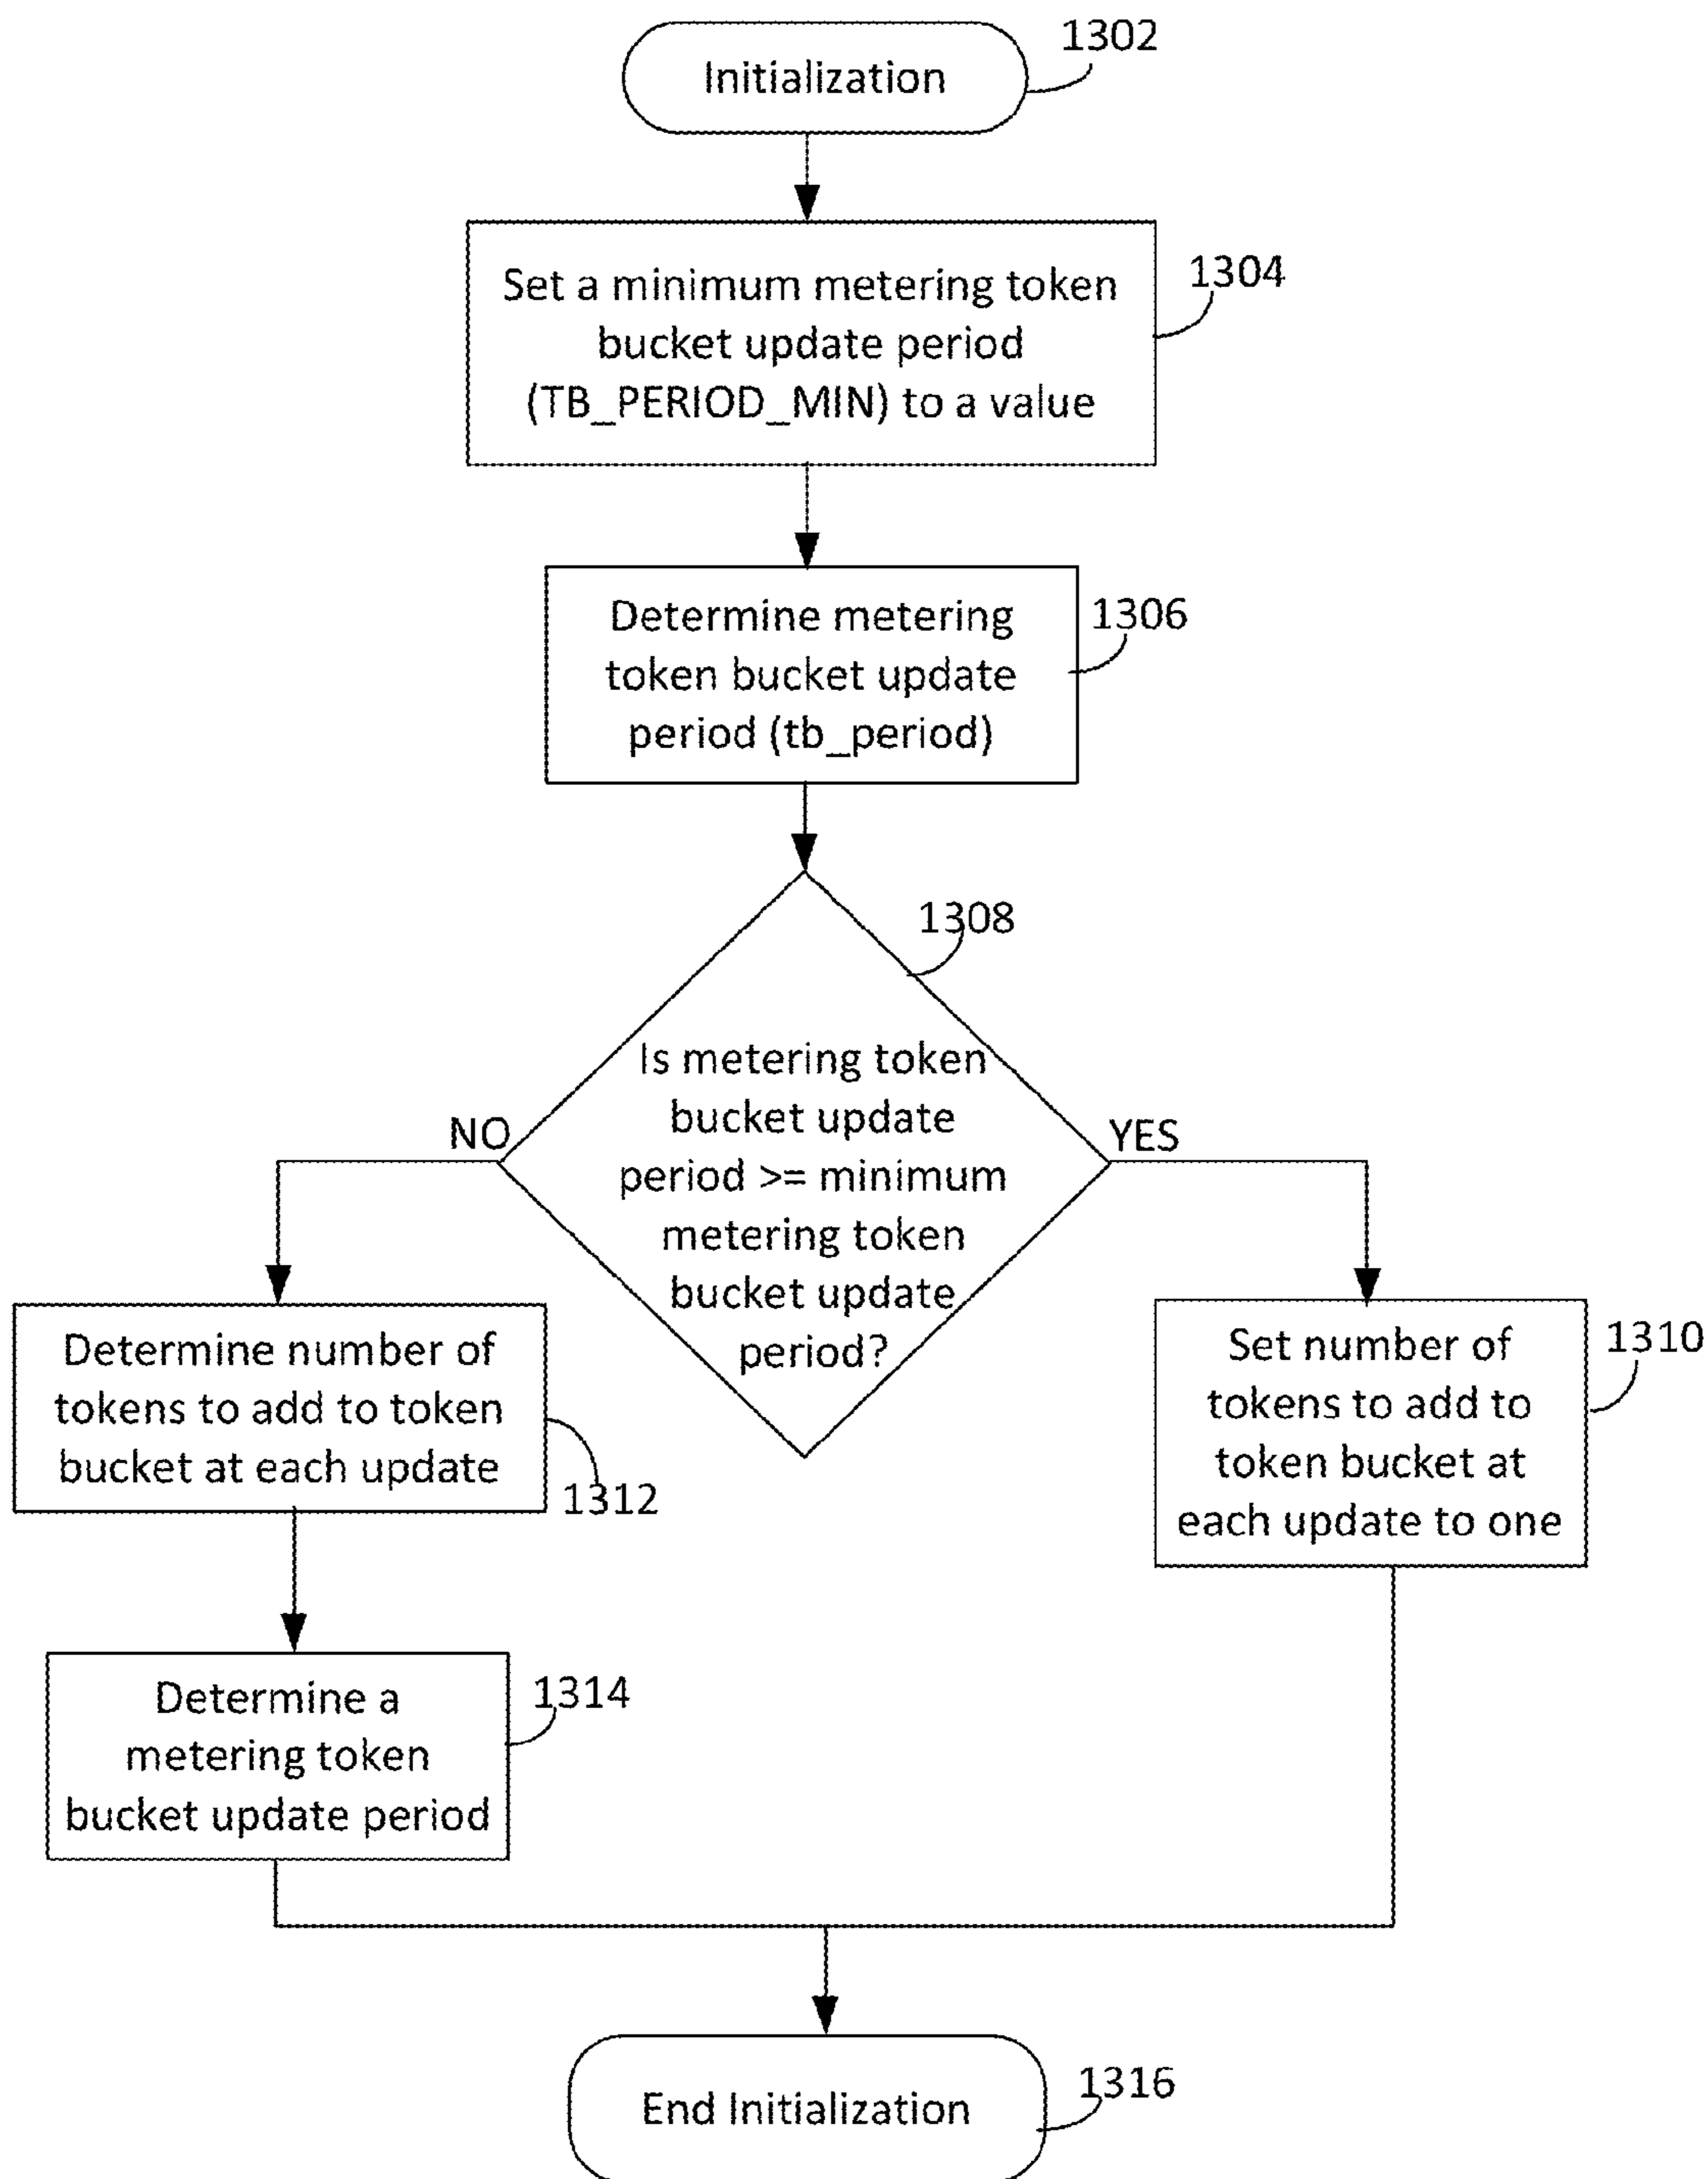 1302
Initialization
1304
Set a minimum metering token
bucket update period
(TB_PERIOD_MIN) to a value
1306
Determine metering
token bucket update
period (tb_period)
1308
Is metering token
bucket update
period >= minimum
metering token
bucket update
period?
NO
YES
Determine number of
tokens to add to token
bucket at each update
1312
1310
Set number of
tokens to add to
token bucket at
each update to one
Determine a
metering token
bucket update period
1314
End Initialization
1316